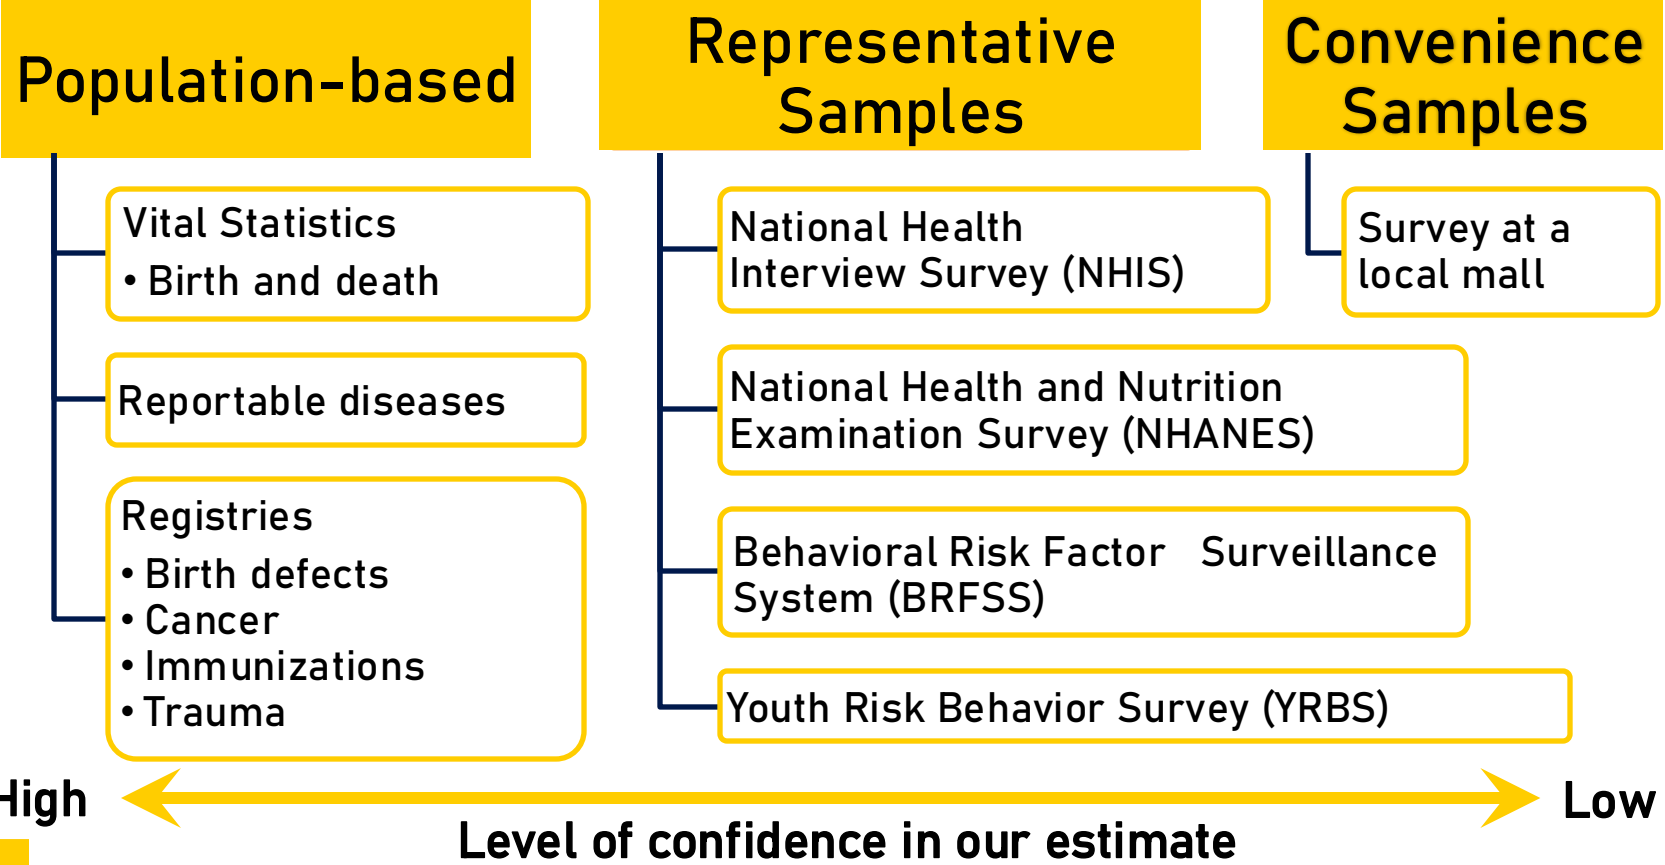 Population-based
Vital Statistics
• Birth and death
Reportable diseases
Registries
• Birth defects
• Cancer
• Immunizations
• Trauma
Representative
Samples
National Health
Interview Survey (NHIS)
National Health and Nutrition
Examination Survey (NHANES)
Behavioral Risk Factor Surveillance
System (BRFSS)
Youth Risk Behavior Survey (YRBS)
Convenience
Samples
Survey at a
local mall
High
Low
Level of confidence in our estimate